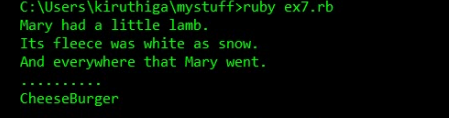 C:\Users\kiruthiga\mystuff>ruby ex7.rb
Mary had a little lamb.
Its fleece was white as snow.
And everywhere that Mary went.
..........
CheeseBurger